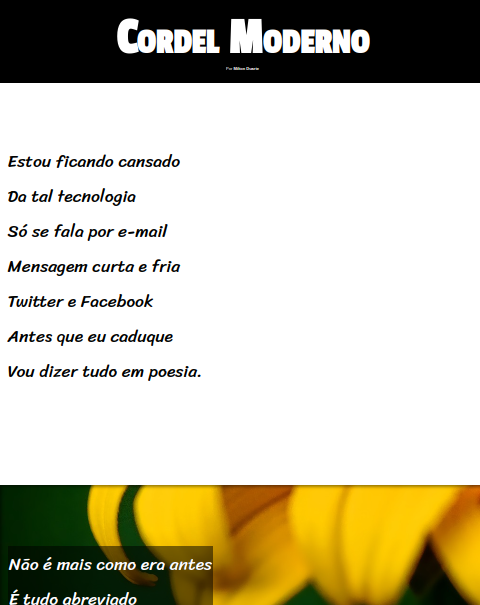 Cordel Moderno
Por Milton Duarte
Estou ficando cansado
Da tal tecnologia
Só se fala por e-mail
Mensagem curta e fria
Twitter e Facebook
Antes que eu caduque
Vou dizer tudo em poesia.
Não é mais como era antes
É tudo abreviado